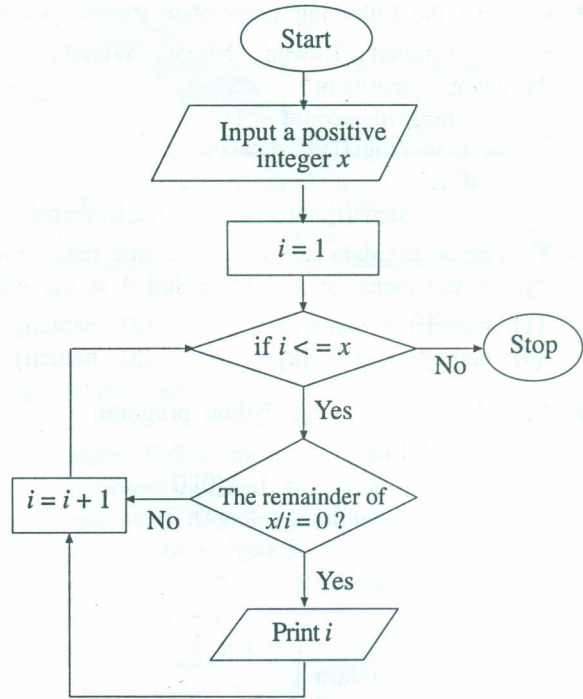 Start
Input a positive
integer x
i = 1
if i < = x
No
Stop
Yes
The remainder of
x/i = 0 ?
No
i = i + 1
Yes
Print i